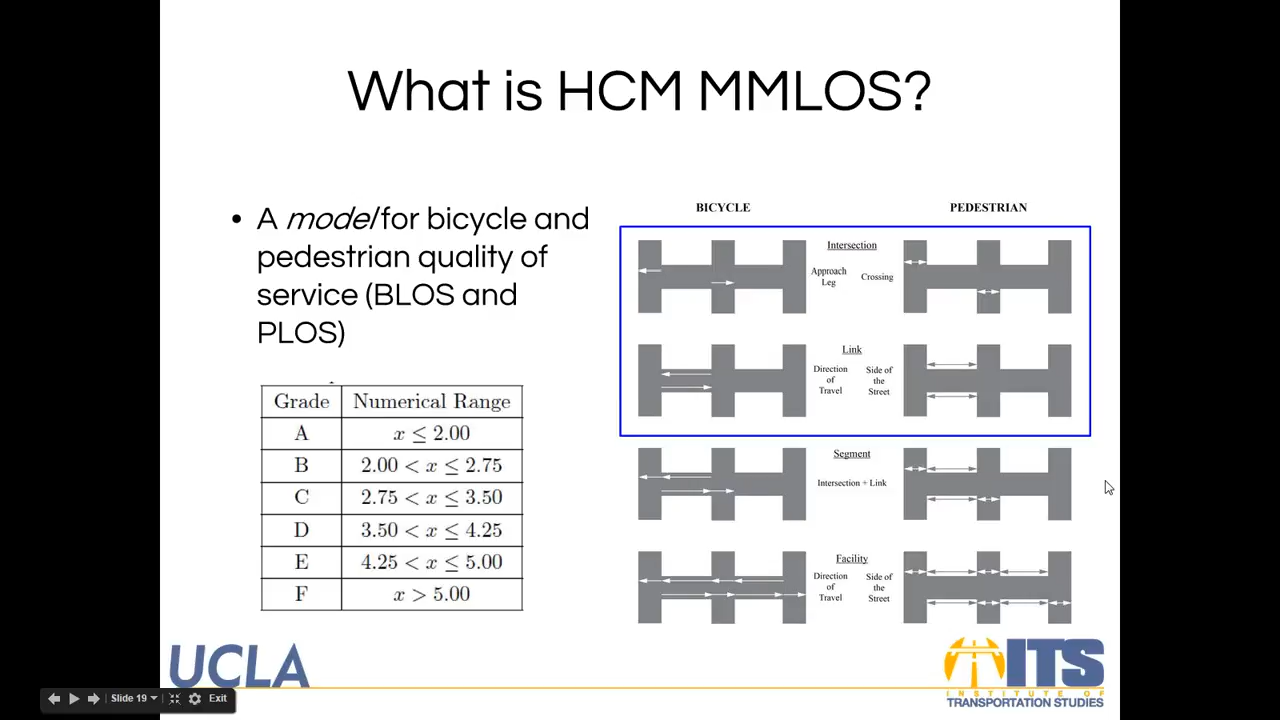 What is HCM MMLOS?
• A model for bicycle and
pedestrian quality of
service (BLOS and
PLOS)
Grade Numerical Range
A x ≤ 2.00
B 2.00 < x ≤ 2.75
C 2.75 < x ≤ 3.50
D 3.50 < x ≤ 4.25
E 4.25 < x ≤ 5.00
F x > 5.00
BICYCLE PEDESTRIAN
Intersection
Approach
Leg
Crossing
Link
Direction
of
Travel
Side of
the
Street
Segment
Intersection + Link
Facility
Direction
of
Travel
Side of
the
Street
UCLA
ITS
INSTITUTE OF
TRANSPORTATION STUDIES
Slide 19
Exit